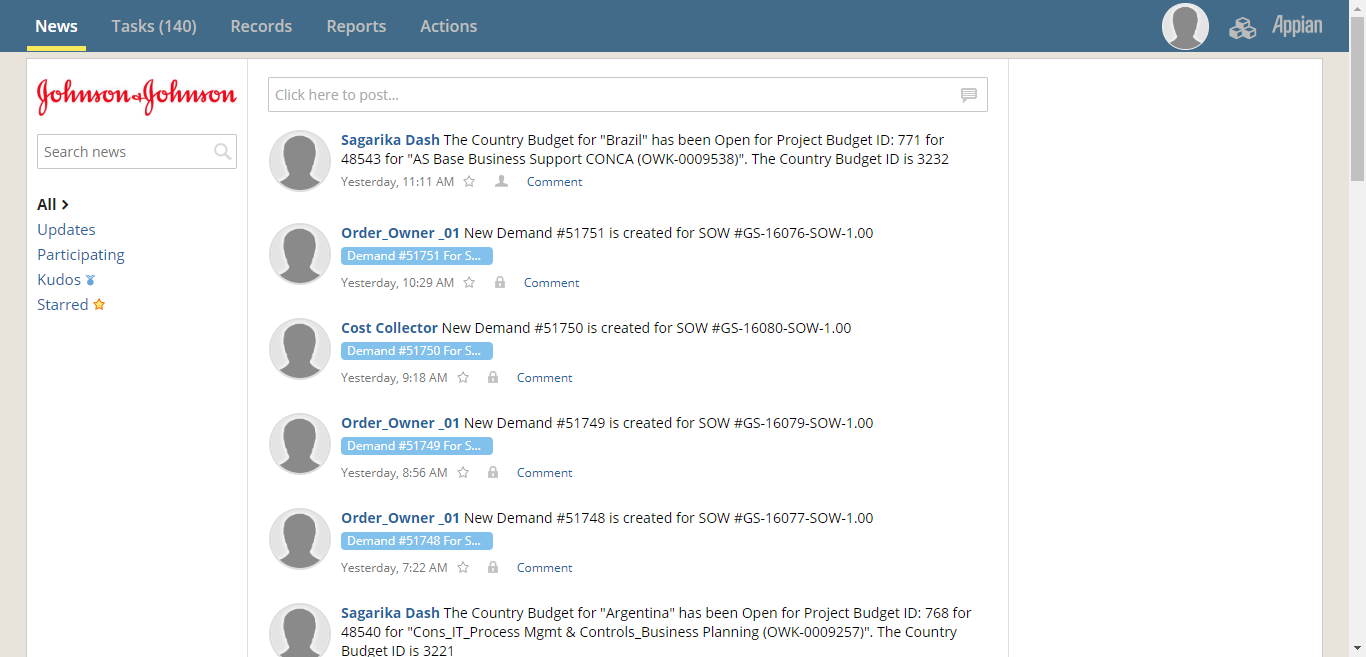 News
Tasks (140)
Records
Reports
Actions
Appian
Johnson&Johnson
Search news
All >
Updates
Participating
Kudos
Starred
Click here to post...
Sagarika Dash The Country Budget for "Brazil" has been Open for Project Budget ID: 771 for
48543 for "AS Base Business Support CONCA (OWK-0009538)". The Country Budget ID is 3232
Yesterday, 11:11 AM Comment
Order_Owner _01 New Demand #51751 is created for SOW #GS-16076-SOW-1.00
Demand #51751 For S...
Yesterday, 10:29 AM Comment
Cost Collector New Demand #51750 is created for SOW #GS-16080-SOW-1.00
Demand #51750 For S...
Yesterday, 9:18 AM Comment
Order_Owner _01 New Demand #51749 is created for SOW #GS-16079-SOW-1.00
Demand #51749 For S...
Yesterday, 8:56 AM Comment
Order_Owner _01 New Demand #51748 is created for SOW #GS-16077-SOW-1.00
Demand #51748 For S...
Yesterday, 7:22 AM Comment
Sagarika Dash The Country Budget for "Argentina" has been Open for Project Budget ID: 768 for
48540 for "Cons_IT_Process Mgmt & Controls_Business Planning (OWK-0009257)". The Country
Budget ID is 3221